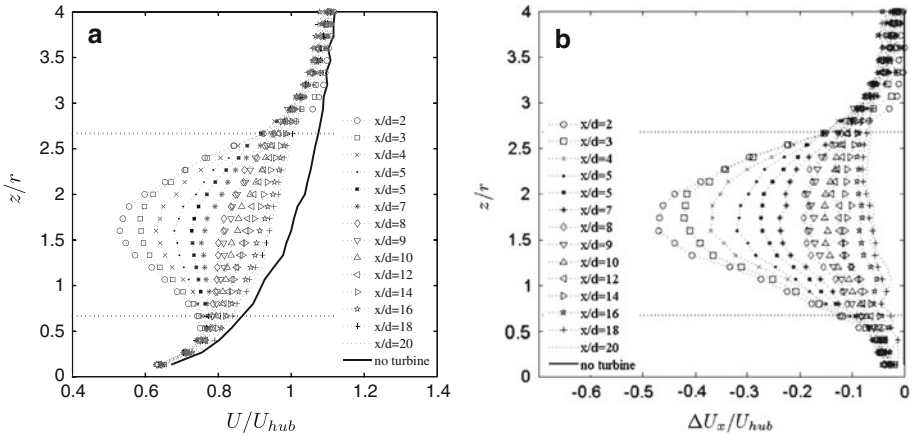 a
z/r
4
3.5
3
2.5
2
1.5
1
0.5
0
0.4
0.6
0.8
1
1.2
1.4
U/U_hub
x/d=2
x/d=3
x/d=4
x/d=5
x/d=5
x/d=7
x/d=8
x/d=9
x/d=10
x/d=12
x/d=14
x/d=16
x/d=18
x/d=20
no turbine
b
z/r
4
3.5
3
2.5
2
1.5
1
0.5
0
-0.6
-0.5
-0.4
-0.3
-0.2
-0.1
0
ΔU_x/U_hub
x/d=2
x/d=3
x/d=4
x/d=5
x/d=5
x/d=7
x/d=8
x/d=9
x/d=10
x/d=12
x/d=14
x/d=16
x/d=18
x/d=20
no turbine